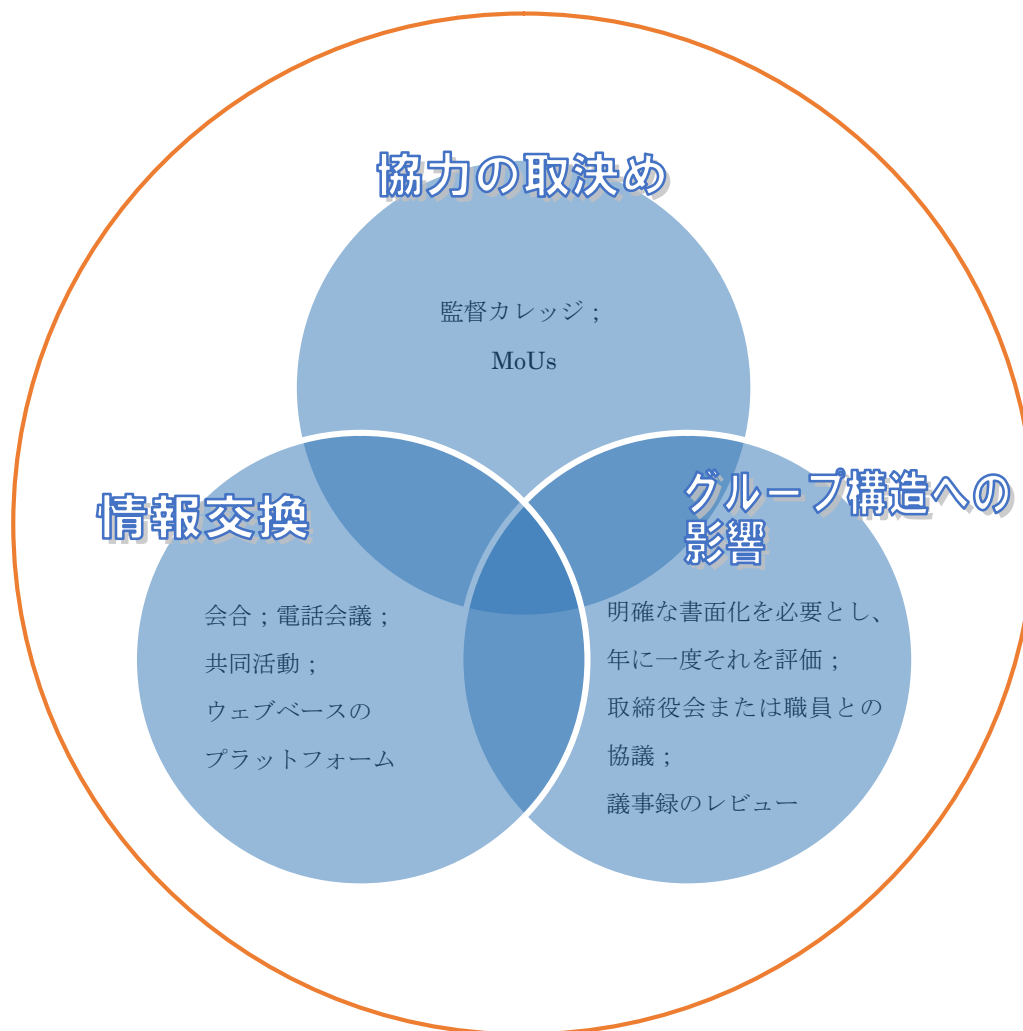 協力の取決め
監督カレッジ；
MoUs
情報交換
会合；電話会議；
共同活動；
ウェブベースの
プラットフォーム
グループ構造への
影響
明確な書面化を必要とし、
年に一度それを評価；
取締役会または職員との
協議；
議事録のレビュー